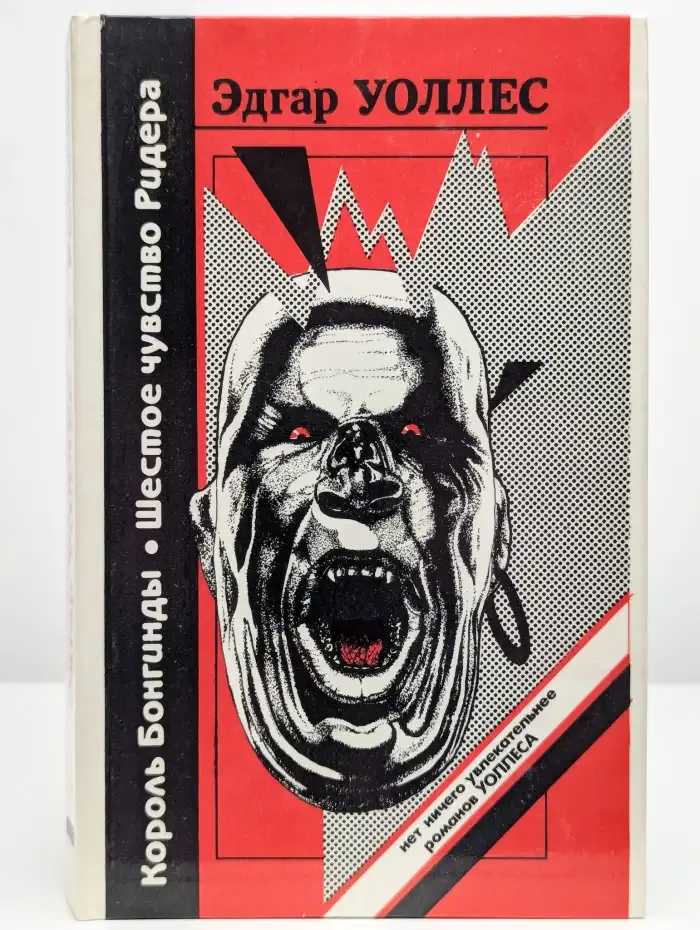 Эдгар УОЛЛЕС
Король Бонгинды • Шестое чувство Ридера
нет ничего увлекательнее
романов УОЛЛЕСА